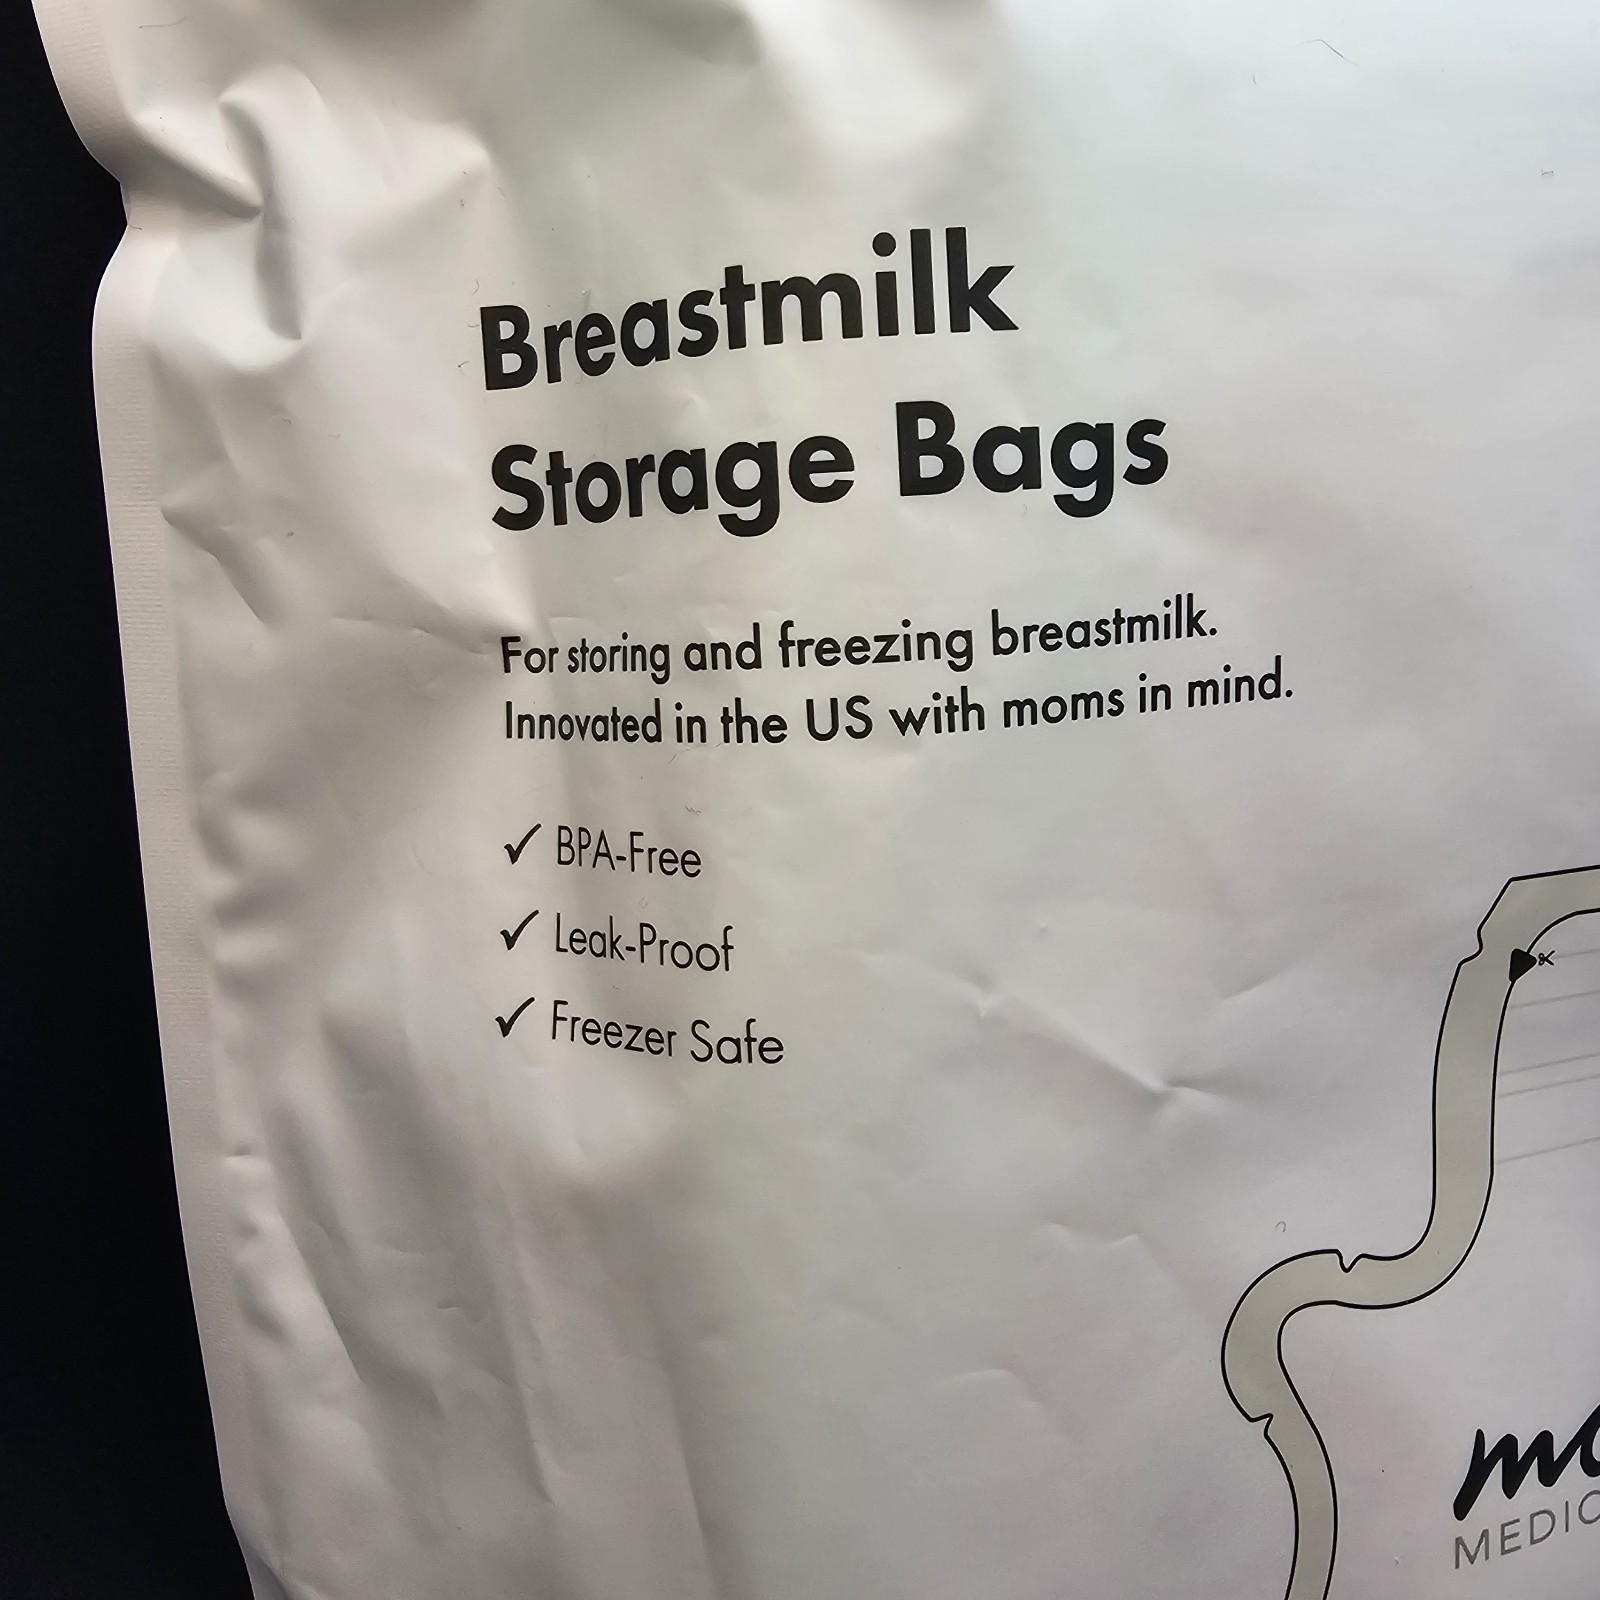 Breastmilk
Storage Bags
For storing and freezing breastmilk.
Innovated in the US with moms in mind.
✓ BPA-Free
✓ Leak-Proof
✓ Freezer Safe